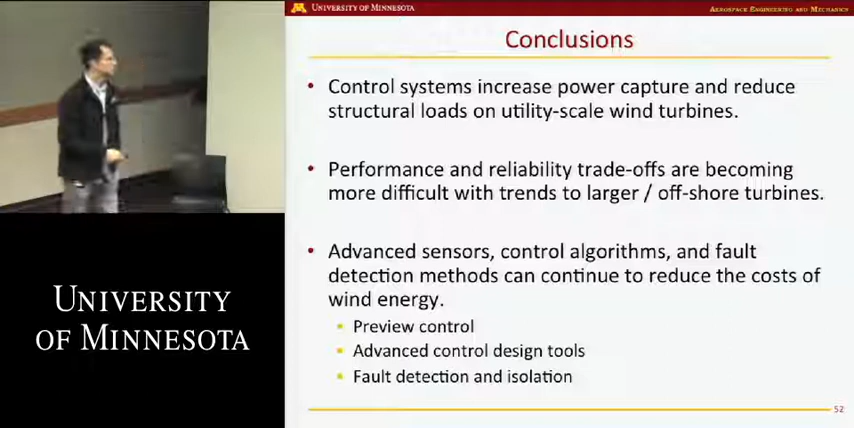 UNIVERSITY OF MINNESOTA
AEROSPACE ENGINEERING AND MECHANICS
Conclusions
• Control systems increase power capture and reduce
structural loads on utility-scale wind turbines.
• Performance and reliability trade-offs are becoming
more difficult with trends to larger / off-shore turbines.
• Advanced sensors, control algorithms, and fault
detection methods can continue to reduce the costs of
wind energy.
▪ Preview control
▪ Advanced control design tools
▪ Fault detection and isolation
52
UNIVERSITY
OF MINNESOTA